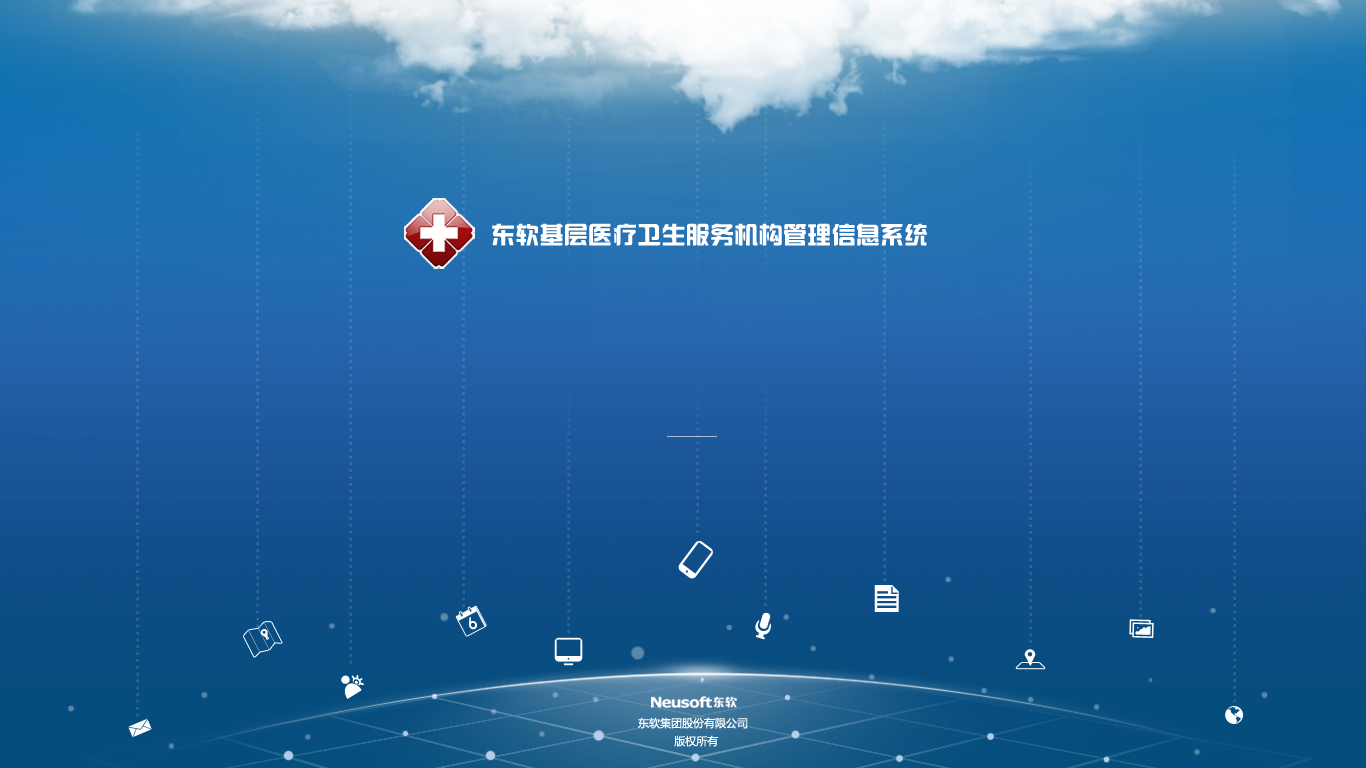 东软基层医疗卫生服务机构管理信息系统
6
Neusoft东软
东软集团股份有限公司
版权所有